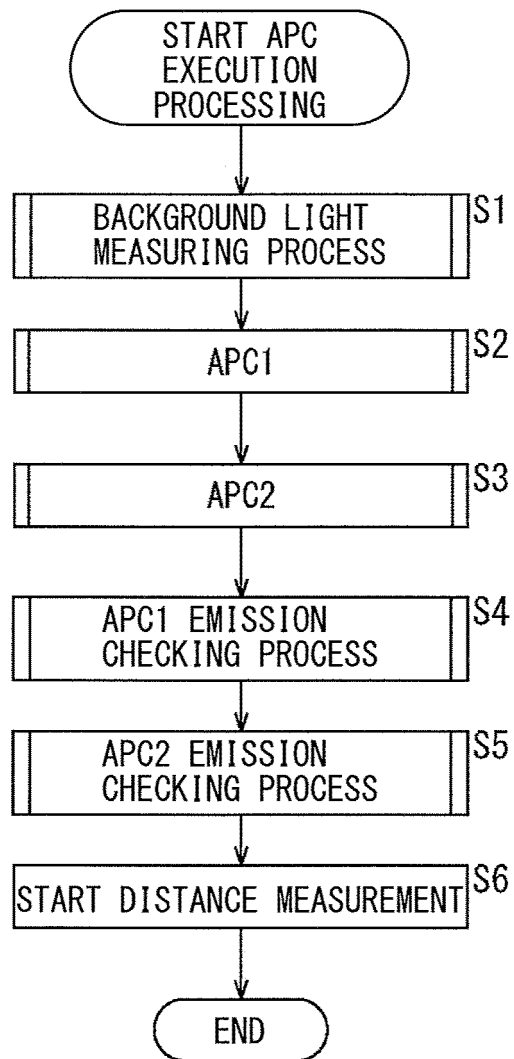 START APC
EXECUTION
PROCESSING
BACKGROUND LIGHT
MEASURING PROCESS
S1
APC1
S2
APC2
S3
APC1 EMISSION
CHECKING PROCESS
S4
APC2 EMISSION
CHECKING PROCESS
S5
START DISTANCE MEASUREMENT
S6
END